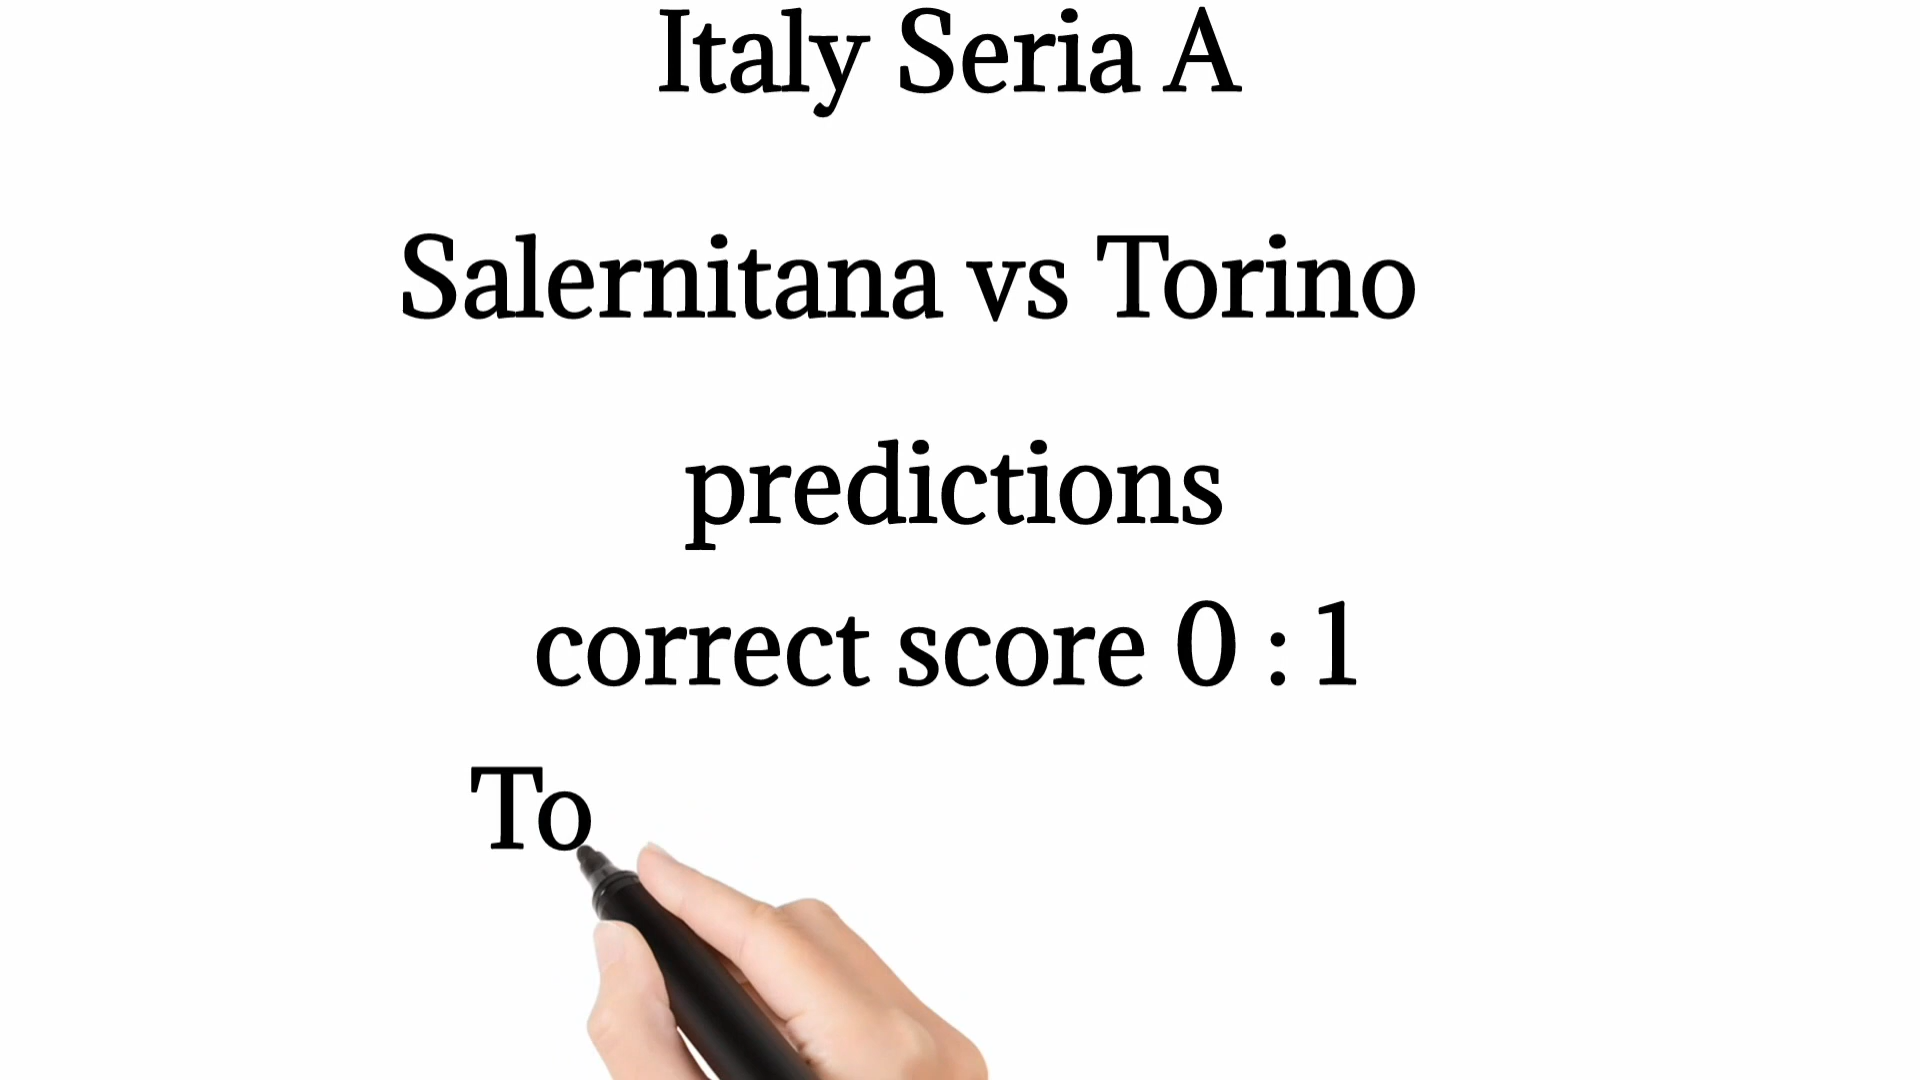 Italy Seria A
Salernitana vs Torino
predictions
correct score 0 : 1
To